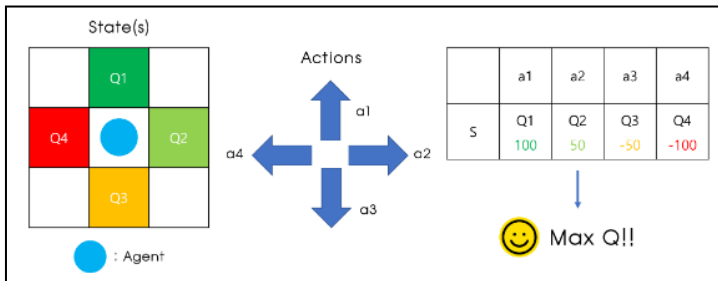 State(s)
Q1
Q4
Q2
Q3
: Agent
Actions
a1
a4
a2
a3
a1 a2 a3 a4
S Q1 Q2 Q3 Q4
100 50 -50 -100
Max Q!!